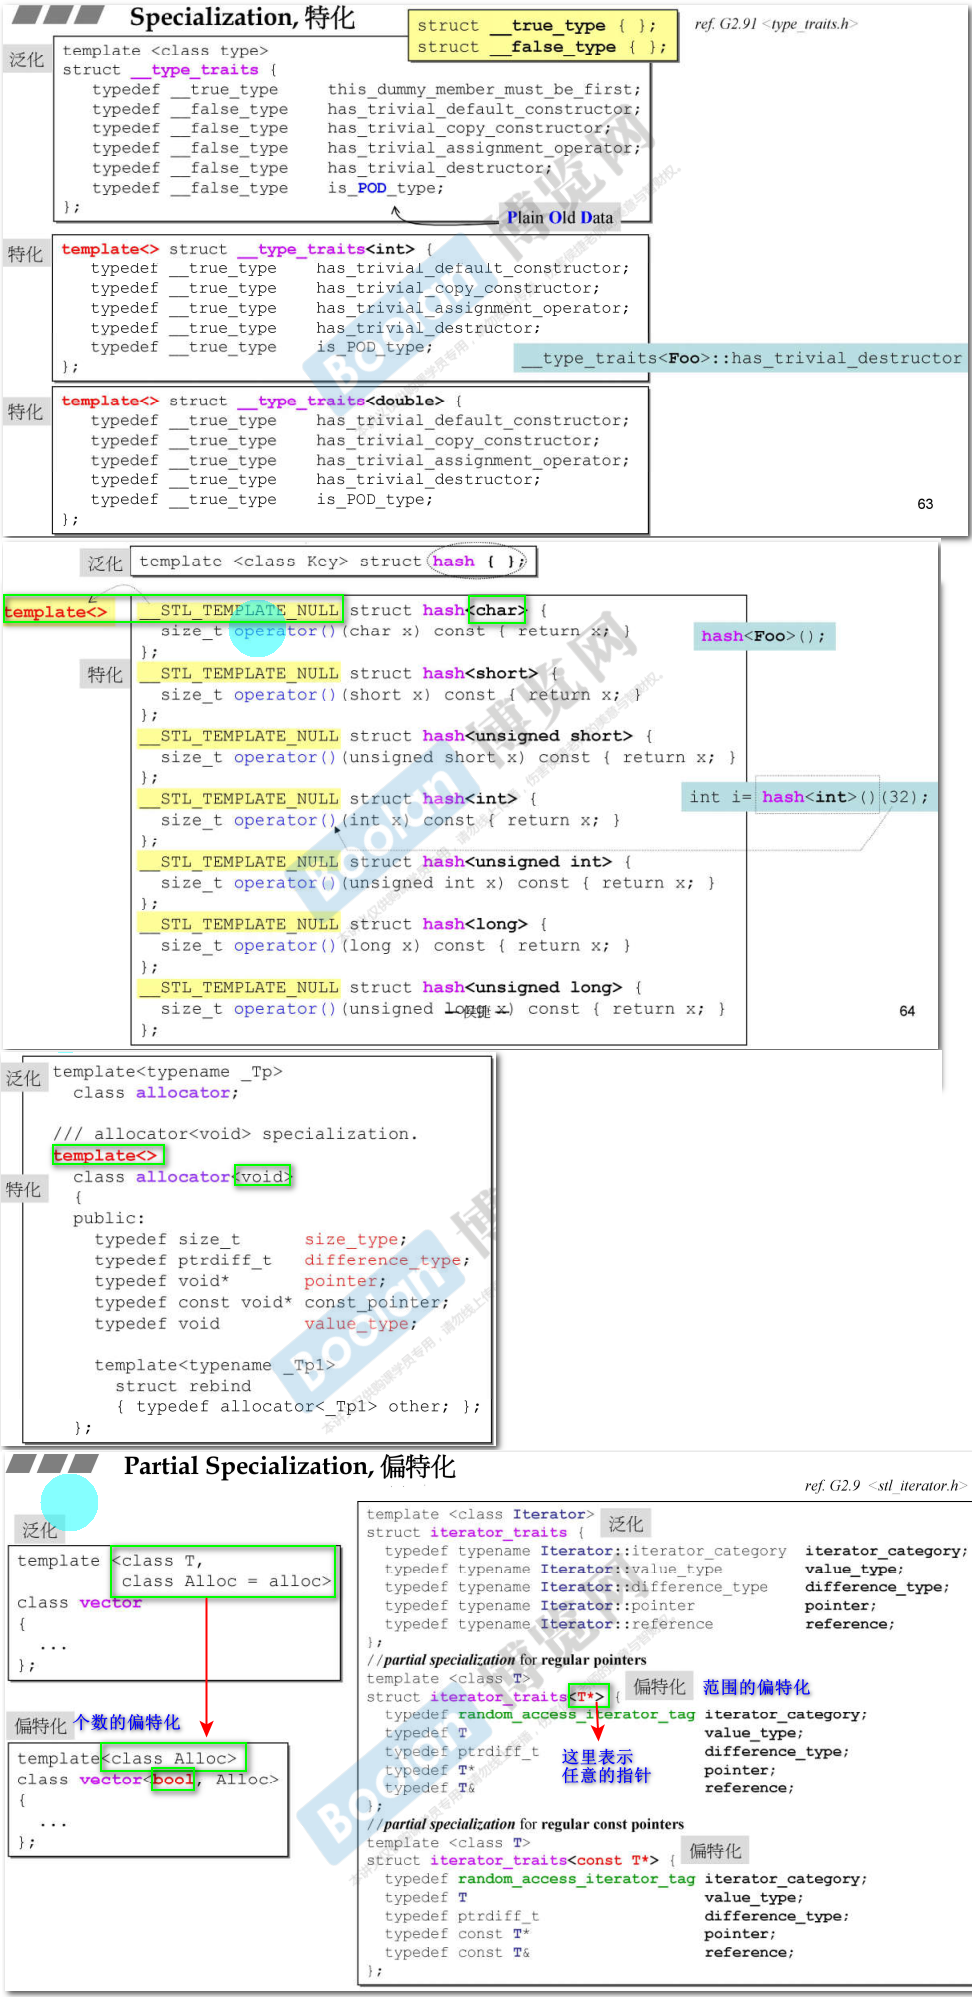 Specialization, 特化
struct __true_type { };
struct __false_type { };
ref. G2.91 <type_traits.h>
泛化
template <class type>
struct __type_traits {
typedef __true_type this_dummy_member_must_be_first;
typedef __false_type has_trivial_default_constructor;
typedef __false_type has_trivial_copy_constructor;
typedef __false_type has_trivial_assignment_operator;
typedef __false_type has_trivial_destructor;
typedef __false_type is_POD_type;
};
Plain Old Data
特化
template<> struct __type_traits<int> {
typedef __true_type has_trivial_default_constructor;
typedef __true_type has_trivial_copy_constructor;
typedef __true_type has_trivial_assignment_operator;
typedef __true_type has_trivial_destructor;
typedef __true_type is_POD_type;
};
__type_traits<Foo>::has_trivial_destructor
特化
template<> struct __type_traits<double> {
typedef __true_type has_trivial_default_constructor;
typedef __true_type has_trivial_copy_constructor;
typedef __true_type has_trivial_assignment_operator;
typedef __true_type has_trivial_destructor;
typedef __true_type is_POD_type;
};
63
Boolan 博览网
泛化
template <class Key> struct hash { };
template<>
__STL_TEMPLATE_NULL struct hash<char> {
size_t operator()(char x) const { return x; }
};
hash<Foo>();
特化
__STL_TEMPLATE_NULL struct hash<short> {
size_t operator()(short x) const { return x; }
};
__STL_TEMPLATE_NULL struct hash<unsigned short> {
size_t operator()(unsigned short x) const { return x; }
};
__STL_TEMPLATE_NULL struct hash<int> {
size_t operator()(int x) const { return x; }
};
int i= hash<int>()(32);
__STL_TEMPLATE_NULL struct hash<unsigned int> {
size_t operator()(unsigned int x) const { return x; }
};
__STL_TEMPLATE_NULL struct hash<long> {
size_t operator()(long x) const { return x; }
};
__STL_TEMPLATE_NULL struct hash<unsigned long> {
size_t operator()(unsigned long x) const { return x; }
};
— 侯捷 —
64
Boolan 博览网
泛化
template<typename _Tp>
class allocator;
/// allocator<void> specialization.
template<>
特化
class allocator<void>
{
public:
typedef size_t size_type;
typedef ptrdiff_t difference_type;
typedef void* pointer;
typedef const void* const_pointer;
typedef void value_type;
template<typename _Tp1>
struct rebind
{ typedef allocator<_Tp1> other; };
};
Boolan 博
Partial Specialization, 偏特化
ref. G2.9 <stl_iterator.h>
泛化
template <class T,
class Alloc = alloc>
class vector
{
...
};
偏特化
个数的偏特化
template<class Alloc>
class vector<bool, Alloc>
{
...
};
template <class Iterator>
struct iterator_traits {
泛化
typedef typename Iterator::iterator_category iterator_category;
typedef typename Iterator::value_type value_type;
typedef typename Iterator::difference_type difference_type;
typedef typename Iterator::pointer pointer;
typedef typename Iterator::reference reference;
};
//partial specialization for regular pointers
template <class T>
struct iterator_traits<T*> {
偏特化
范围的偏特化
typedef random_access_iterator_tag iterator_category;
typedef T value_type;
typedef ptrdiff_t difference_type;
typedef T* pointer;
typedef T& reference;
};
这里表示
任意的指针
//partial specialization for regular const pointers
template <class T>
struct iterator_traits<const T*> {
偏特化
typedef random_access_iterator_tag iterator_category;
typedef T value_type;
typedef ptrdiff_t difference_type;
typedef const T* pointer;
typedef const T& reference;
};
Boolan 博览网